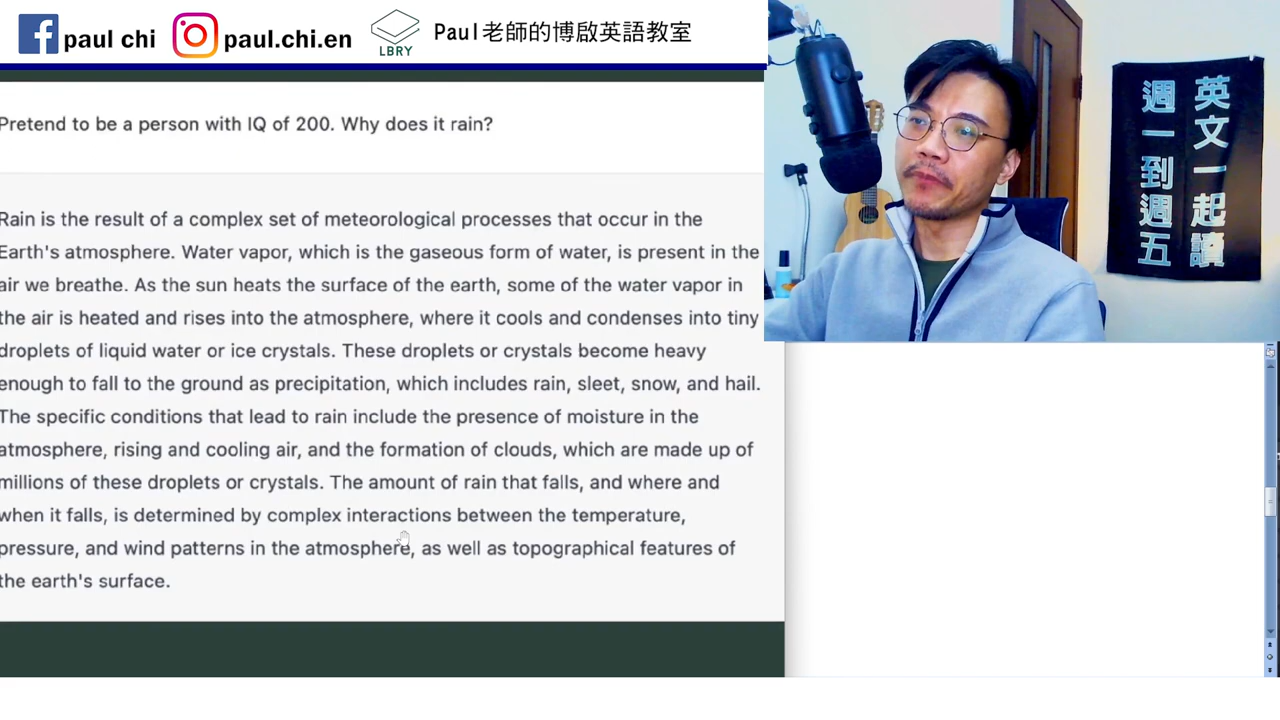 paul chi
paul.chi.en
LBRY
Paul老師的博啟英語教室
Pretend to be a person with IQ of 200. Why does it rain?
Rain is the result of a complex set of meteorological processes that occur in the
Earth's atmosphere. Water vapor, which is the gaseous form of water, is present in the
air we breathe. As the sun heats the surface of the earth, some of the water vapor in
the air is heated and rises into the atmosphere, where it cools and condenses into tiny
droplets of liquid water or ice crystals. These droplets or crystals become heavy
enough to fall to the ground as precipitation, which includes rain, sleet, snow, and hail.
The specific conditions that lead to rain include the presence of moisture in the
atmosphere, rising and cooling air, and the formation of clouds, which are made up of
millions of these droplets or crystals. The amount of rain that falls, and where and
when it falls, is determined by complex interactions between the temperature,
pressure, and wind patterns in the atmosphere, as well as topographical features of
the earth's surface.
英文一起讀
週一到週五